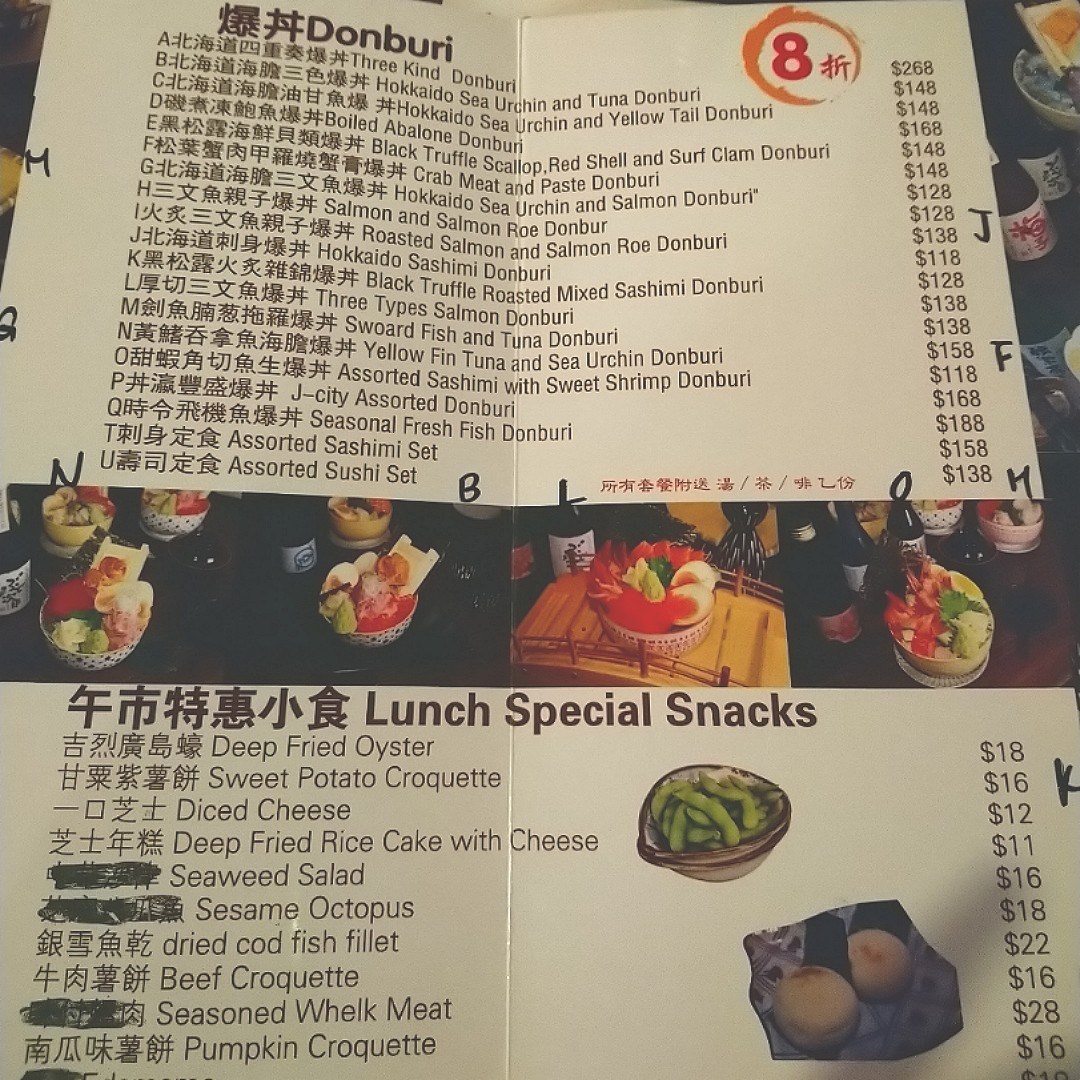 爆丼Donburi
8折
A北海道四重奏爆丼Three Kind Donburi $268
B北海道海膽三色爆丼 Hokkaido Sea Urchin and Tuna Donburi $148
C北海道海膽油甘魚爆 丼Hokkaido Sea Urchin and Yellow Tail Donburi $148
D磯煮凍鮑魚爆丼Boiled Abalone Donburi $168
E黑松露海鮮貝類爆丼 Black Truffle Scallop,Red Shell and Surf Clam Donburi $148
F松葉蟹肉甲羅燒蟹膏爆丼 Crab Meat and Paste Donburi $148
G北海道海膽三文魚爆丼 Hokkaido Sea Urchin and Salmon Donburi" $128
H三文魚親子爆丼 Salmon and Salmon Roe Donbur $128
I火炙三文魚親子爆丼 Roasted Salmon and Salmon Roe Donburi $138
J北海道刺身爆丼 Hokkaido Sashimi Donburi $118
K黑松露火炙雜錦爆丼 Black Truffle Roasted Mixed Sashimi Donburi $128
L厚切三文魚爆丼 Three Types Salmon Donburi $138
M劍魚腩葱拖羅爆丼 Swoard Fish and Tuna Donburi $138
N黃鰭吞拿魚海膽爆丼 Yellow Fin Tuna and Sea Urchin Donburi $158
O甜蝦角切魚生爆丼 Assorted Sashimi with Sweet Shrimp Donburi $118
P丼瀛豐盛爆丼 J-city Assorted Donburi $168
Q時令飛機魚爆丼 Seasonal Fresh Fish Donburi $188
T刺身定食 Assorted Sashimi Set $158
U壽司定食 Assorted Sushi Set $138
所有套餐附送 湯 / 茶 / 啡 乙份
M
J
F
N
B
L
O
M
午市特惠小食 Lunch Special Snacks
吉烈廣島蠔 Deep Fried Oyster $18
甘粟紫薯餅 Sweet Potato Croquette $16
一口芝士 Diced Cheese $12
芝士年糕 Deep Fried Rice Cake with Cheese $11
Seaweed Salad $16
Sesame Octopus $18
銀雪魚乾 dried cod fish fillet $22
牛肉薯餅 Beef Croquette $16
肉 Seasoned Whelk Meat $28
南瓜味薯餅 Pumpkin Croquette $16
K